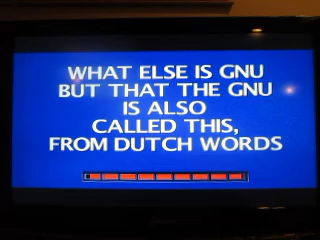 WHAT ELSE IS GNU
BUT THAT THE GNU
IS ALSO
CALLED THIS,
FROM DUTCH WORDS